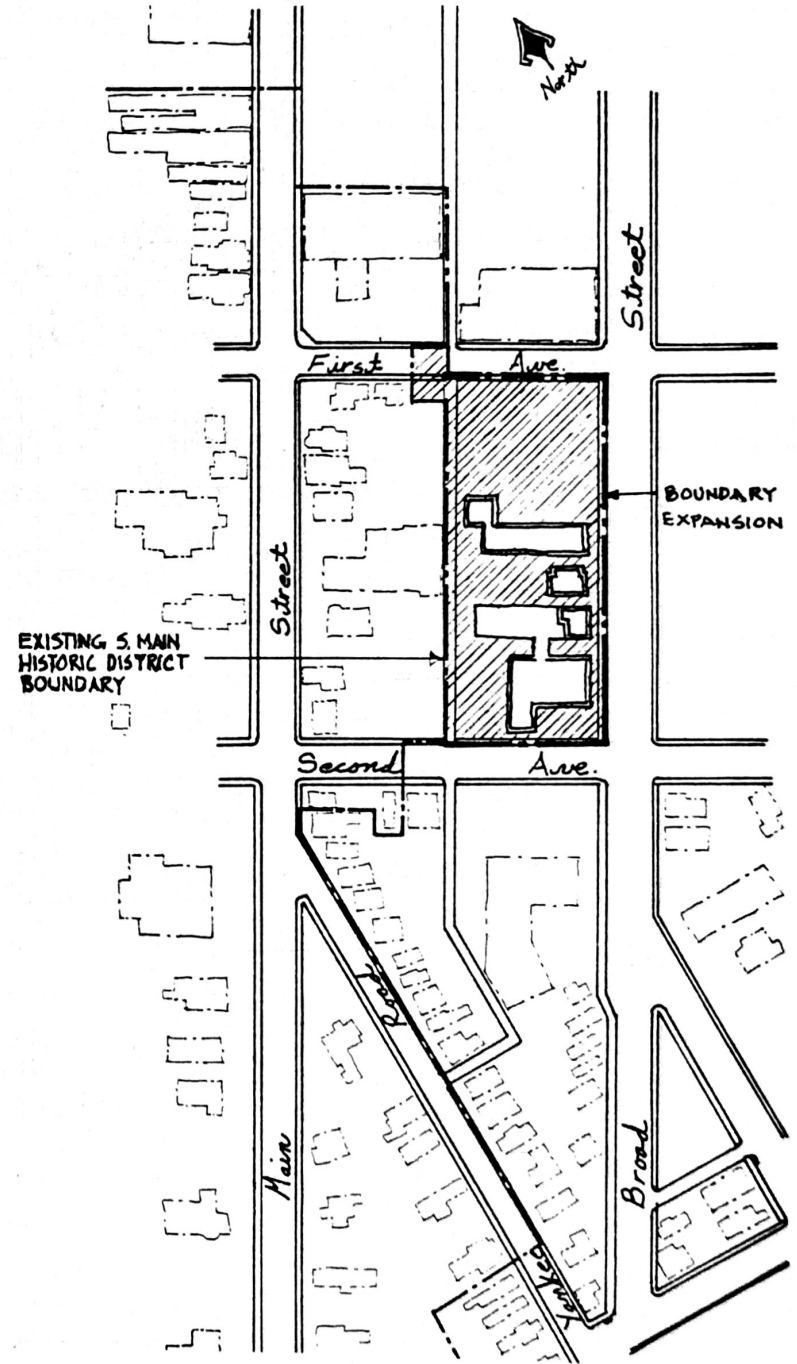 North
Street
First Ave.
BOUNDARY
EXPANSION
Street
EXISTING S. MAIN
HISTORIC DISTRICT
BOUNDARY
Second Ave.
Road
Main
Broad
Yankee